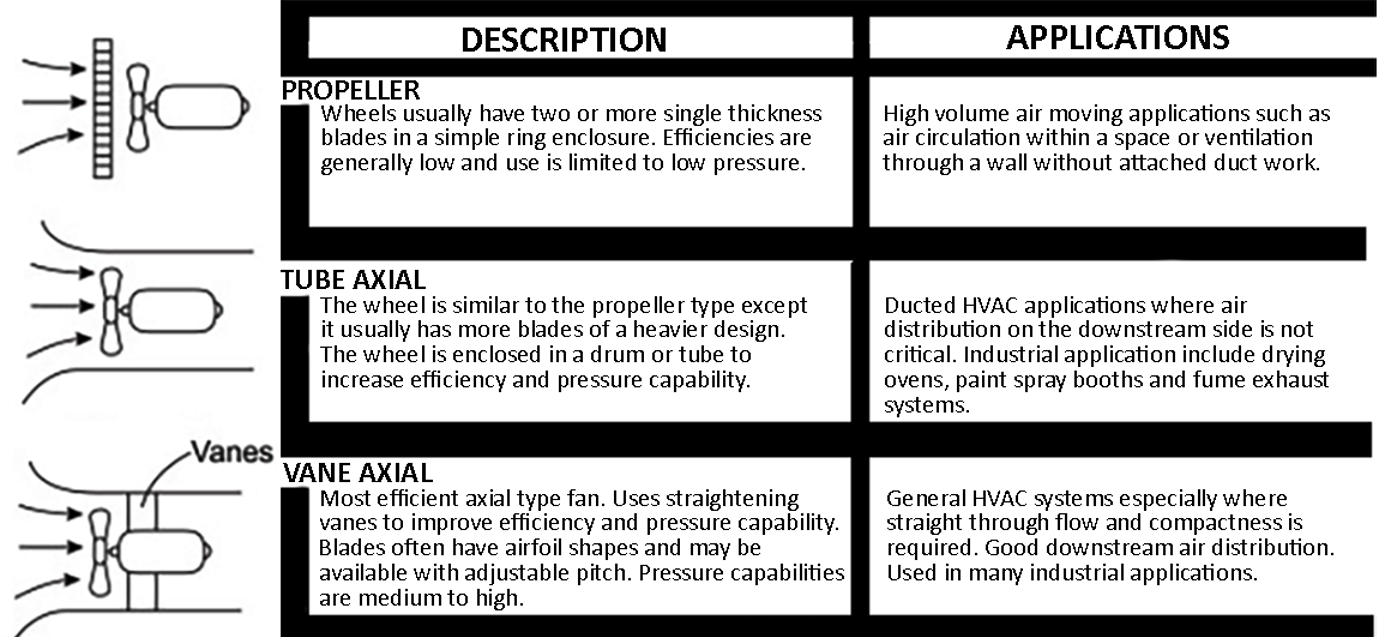 DESCRIPTION
APPLICATIONS
PROPELLER
Wheels usually have two or more single thickness
blades in a simple ring enclosure. Efficiencies are
generally low and use is limited to low pressure.
High volume air moving applications such as
air circulation within a space or ventilation
through a wall without attached duct work.
TUBE AXIAL
The wheel is similar to the propeller type except
it usually has more blades of a heavier design.
The wheel is enclosed in a drum or tube to
increase efficiency and pressure capability.
Ducted HVAC applications where air
distribution on the downstream side is not
critical. Industrial application include drying
ovens, paint spray booths and fume exhaust
systems.
Vanes
VANE AXIAL
Most efficient axial type fan. Uses straightening
vanes to improve efficiency and pressure capability.
Blades often have airfoil shapes and may be
available with adjustable pitch. Pressure capabilities
are medium to high.
General HVAC systems especially where
straight through flow and compactness is
required. Good downstream air distribution.
Used in many industrial applications.